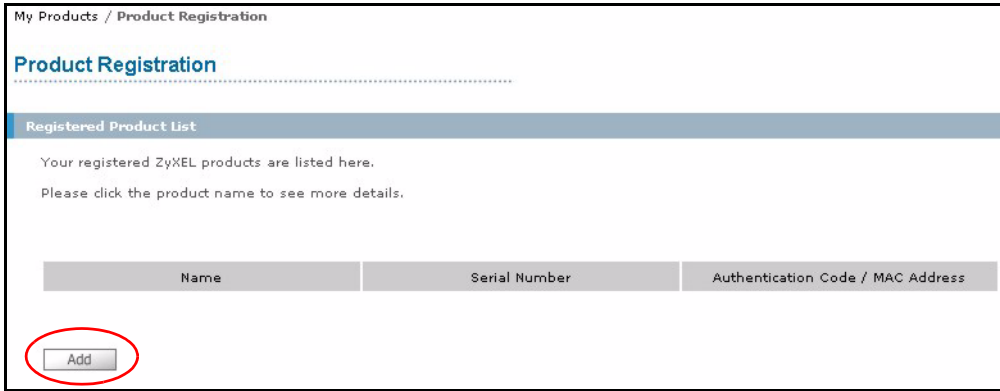 My Products / Product Registration
Product Registration
Registered Product List
Your registered ZyXEL products are listed here.
Please click the product name to see more details.
Name Serial Number Authentication Code / MAC Address
Add